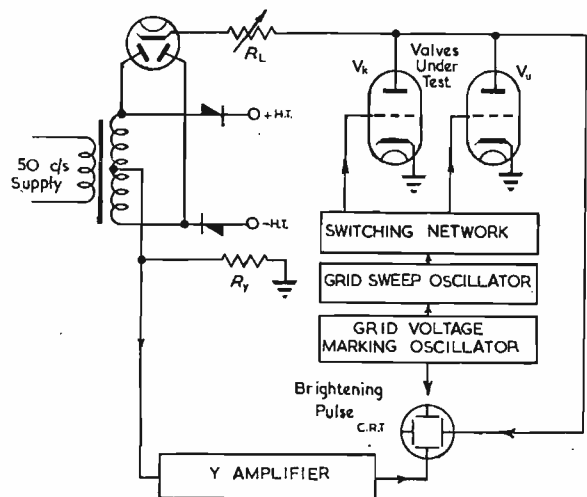 R_L
V_k
Valves
Under
Test
V_u
+H.T.
50 c/s
Supply
-H.T.
R_y
SWITCHING NETWORK
GRID SWEEP OSCILLATOR
GRID VOLTAGE
MARKING OSCILLATOR
Brightening
Pulse
C.R.T
Y AMPLIFIER